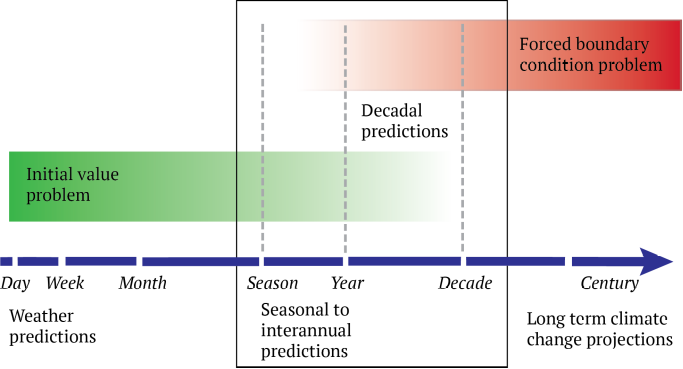 Forced boundary
condition problem
Decadal
predictions
Initial value
problem
Day Week Month Season Year Decade Century
Weather
predictions
Seasonal to
interannual
predictions
Long term climate
change projections